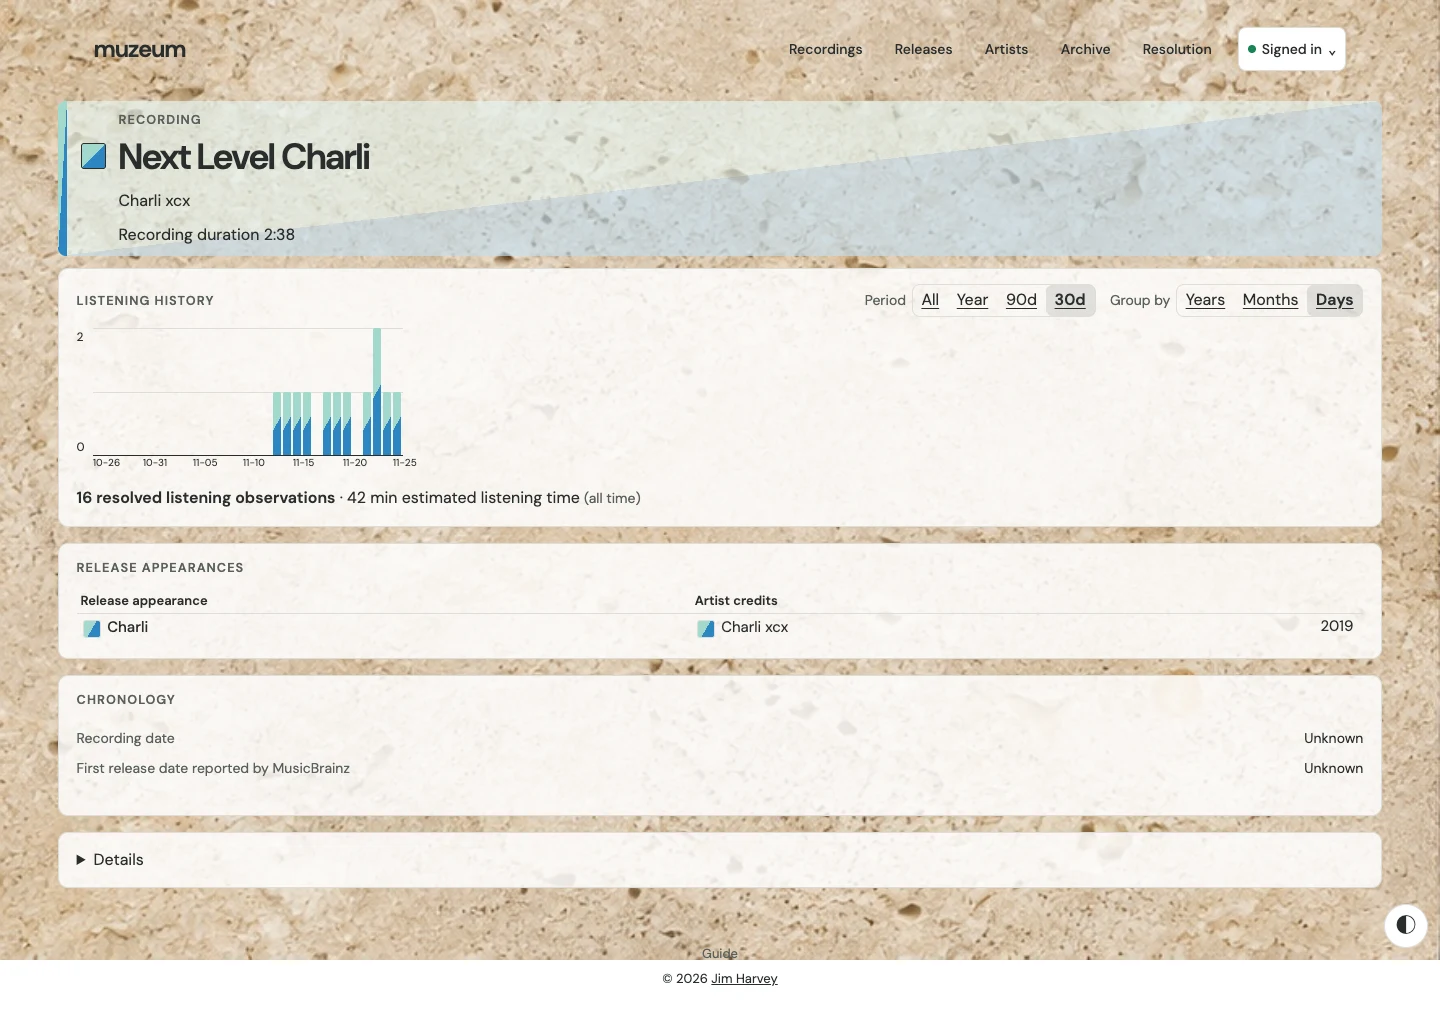 muzeum
Recordings Releases Artists Archive Resolution Signed in
RECORDING
Next Level Charli
Charli xcx
Recording duration 2:38
LISTENING HISTORY
Period All Year 90d 30d Group by Years Months Days
2
0
10-26 10-31 11-05 11-10 11-15 11-20 11-25
16 resolved listening observations · 42 min estimated listening time (all time)
RELEASE APPEARANCES
Release appearance Artist credits
Charli Charli xcx 2019
CHRONOLOGY
Recording date Unknown
First release date reported by MusicBrainz Unknown
Details
Guide
© 2026 Jim Harvey